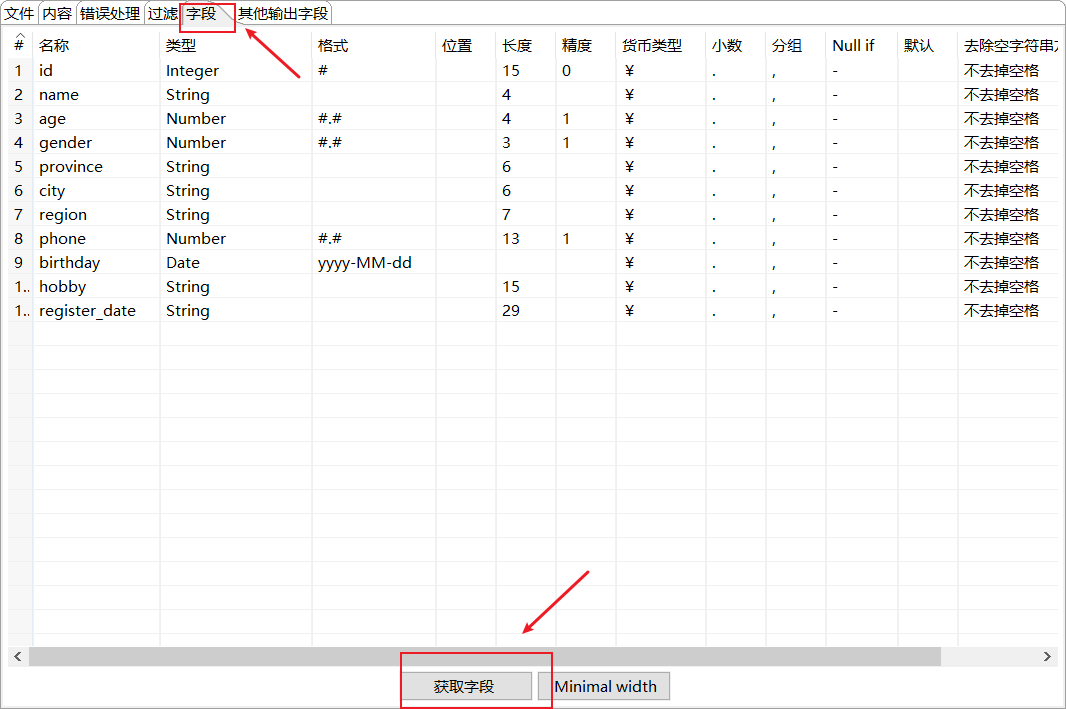 文件 内容 错误处理 过滤 字段 其他输出字段
# 名称 类型 格式 位置 长度 精度 货币类型 小数 分组 Null if 默认 去除空字符串
1 id Integer # 15 0 ¥ . , - 不去掉空格
2 name String 4 ¥ . , - 不去掉空格
3 age Number #.# 4 1 ¥ . , - 不去掉空格
4 gender Number #.# 3 1 ¥ . , - 不去掉空格
5 province String 6 ¥ . , - 不去掉空格
6 city String 6 ¥ . , - 不去掉空格
7 region String 7 ¥ . , - 不去掉空格
8 phone Number #.# 13 1 ¥ . , - 不去掉空格
9 birthday Date yyyy-MM-dd ¥ . , - 不去掉空格
1.. hobby String 15 ¥ . , - 不去掉空格
1.. register_date String 29 ¥ . , - 不去掉空格
获取字段 Minimal width